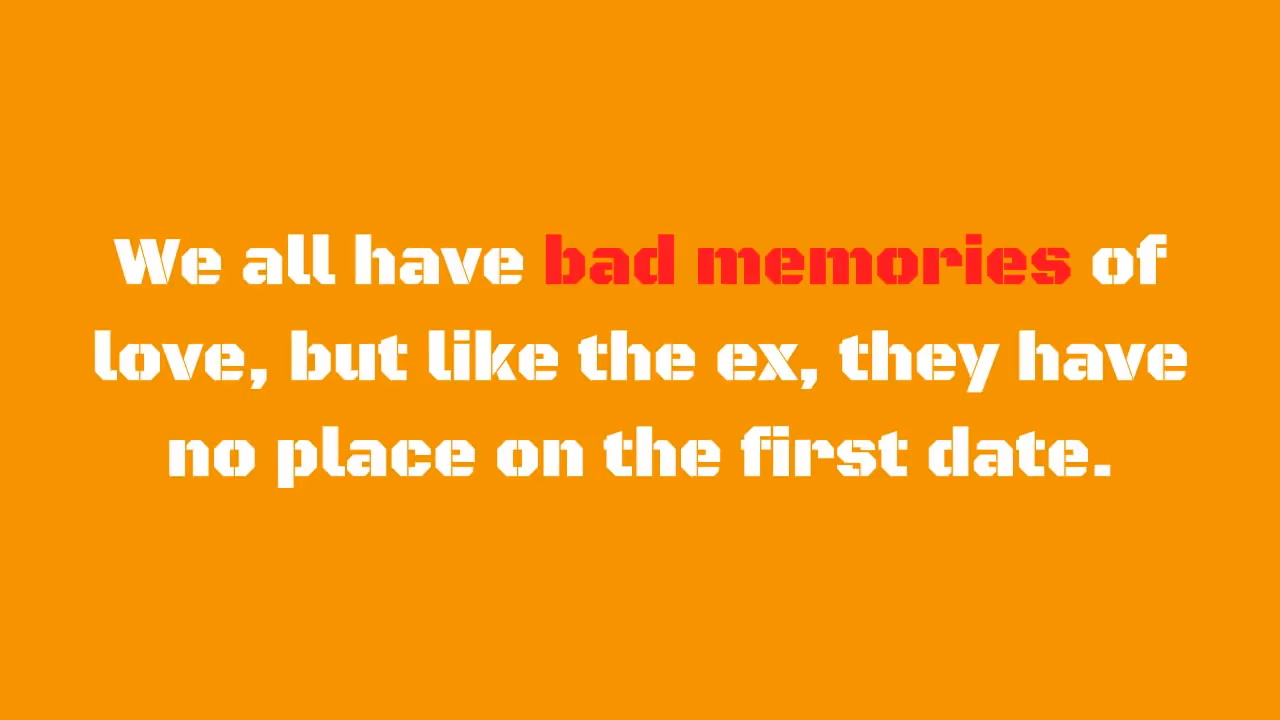 We all have bad memories of
love, but like the ex, they have
no place on the first date.